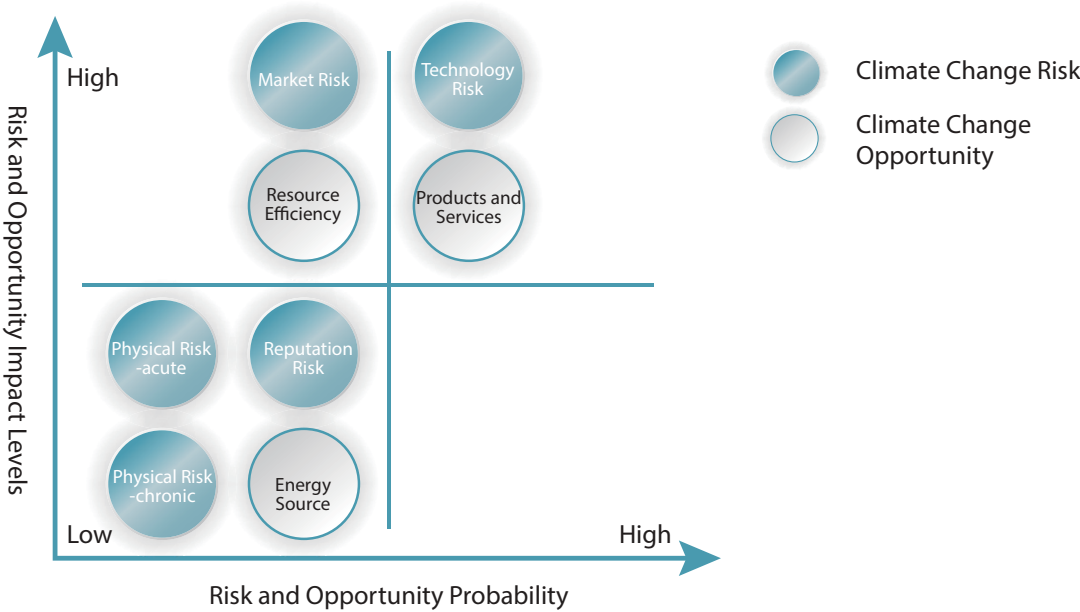 High
Market Risk
Technology
Risk
Resource
Efficiency
Products and
Services
Physical Risk
-acute
Reputation
Risk
Physical Risk
-chronic
Energy
Source
Low
High
Risk and Opportunity Impact Levels
Risk and Opportunity Probability
Climate Change Risk
Climate Change
Opportunity